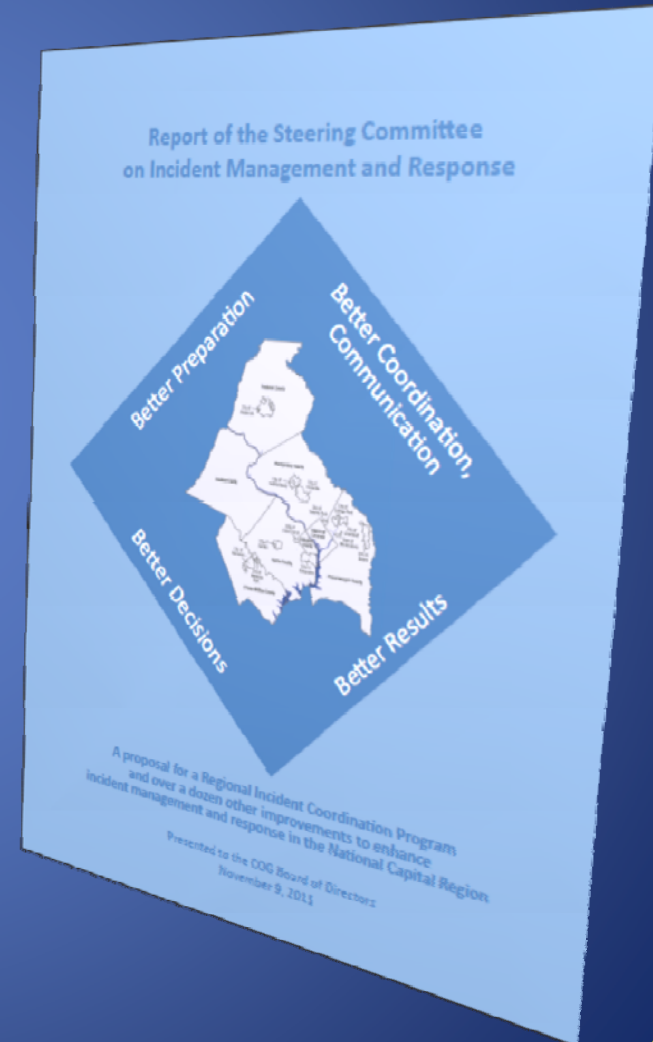 Report of the Steering Committee
on Incident Management and Response
Better Preparation
Better Coordination,
Communication
Better Decisions
Better Results
A proposal for a Regional Incident Coordination Program
and over a dozen other improvements to enhance
incident management and response in the National Capital Region
Presented to the COG Board of Directors
November 9, 2011